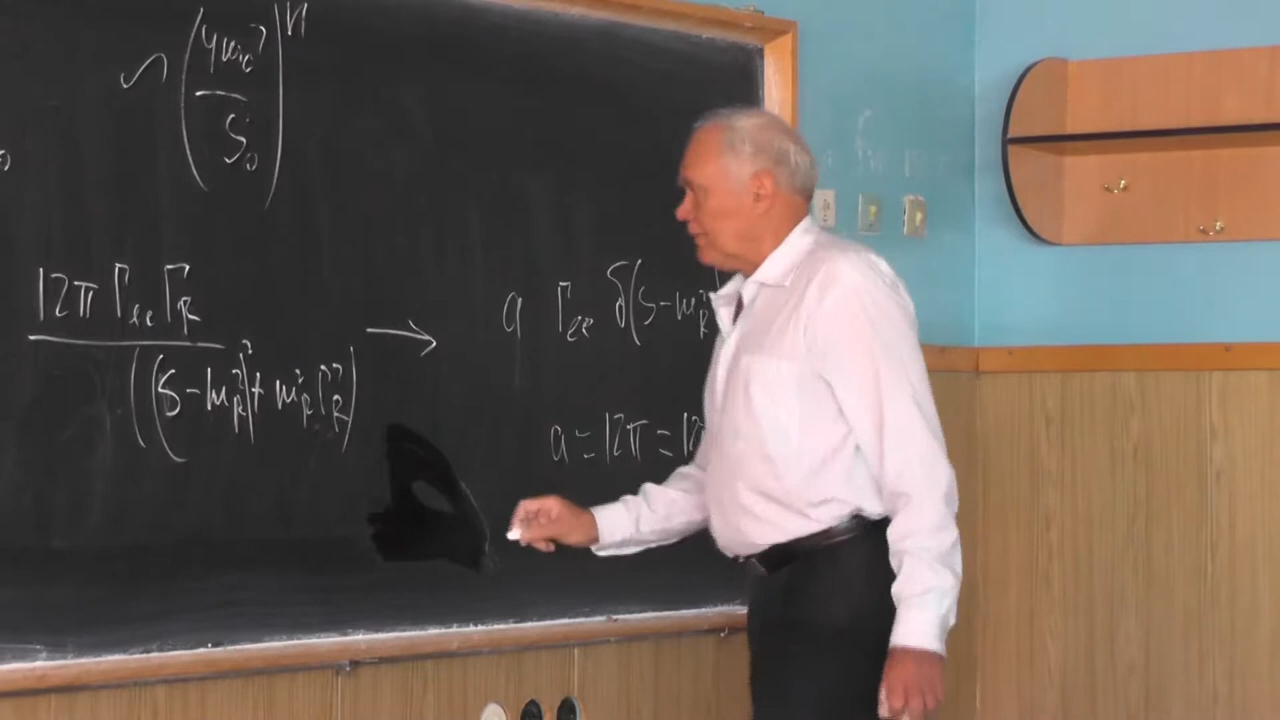 ~ (4m_c^2 / S_0)^n
12π Γ_ee Γ_R / ((S - m_R^2)^2 + m_R^2 Γ_R^2) → a Γ_ee δ(S - m_R^2
a = 12π = 12